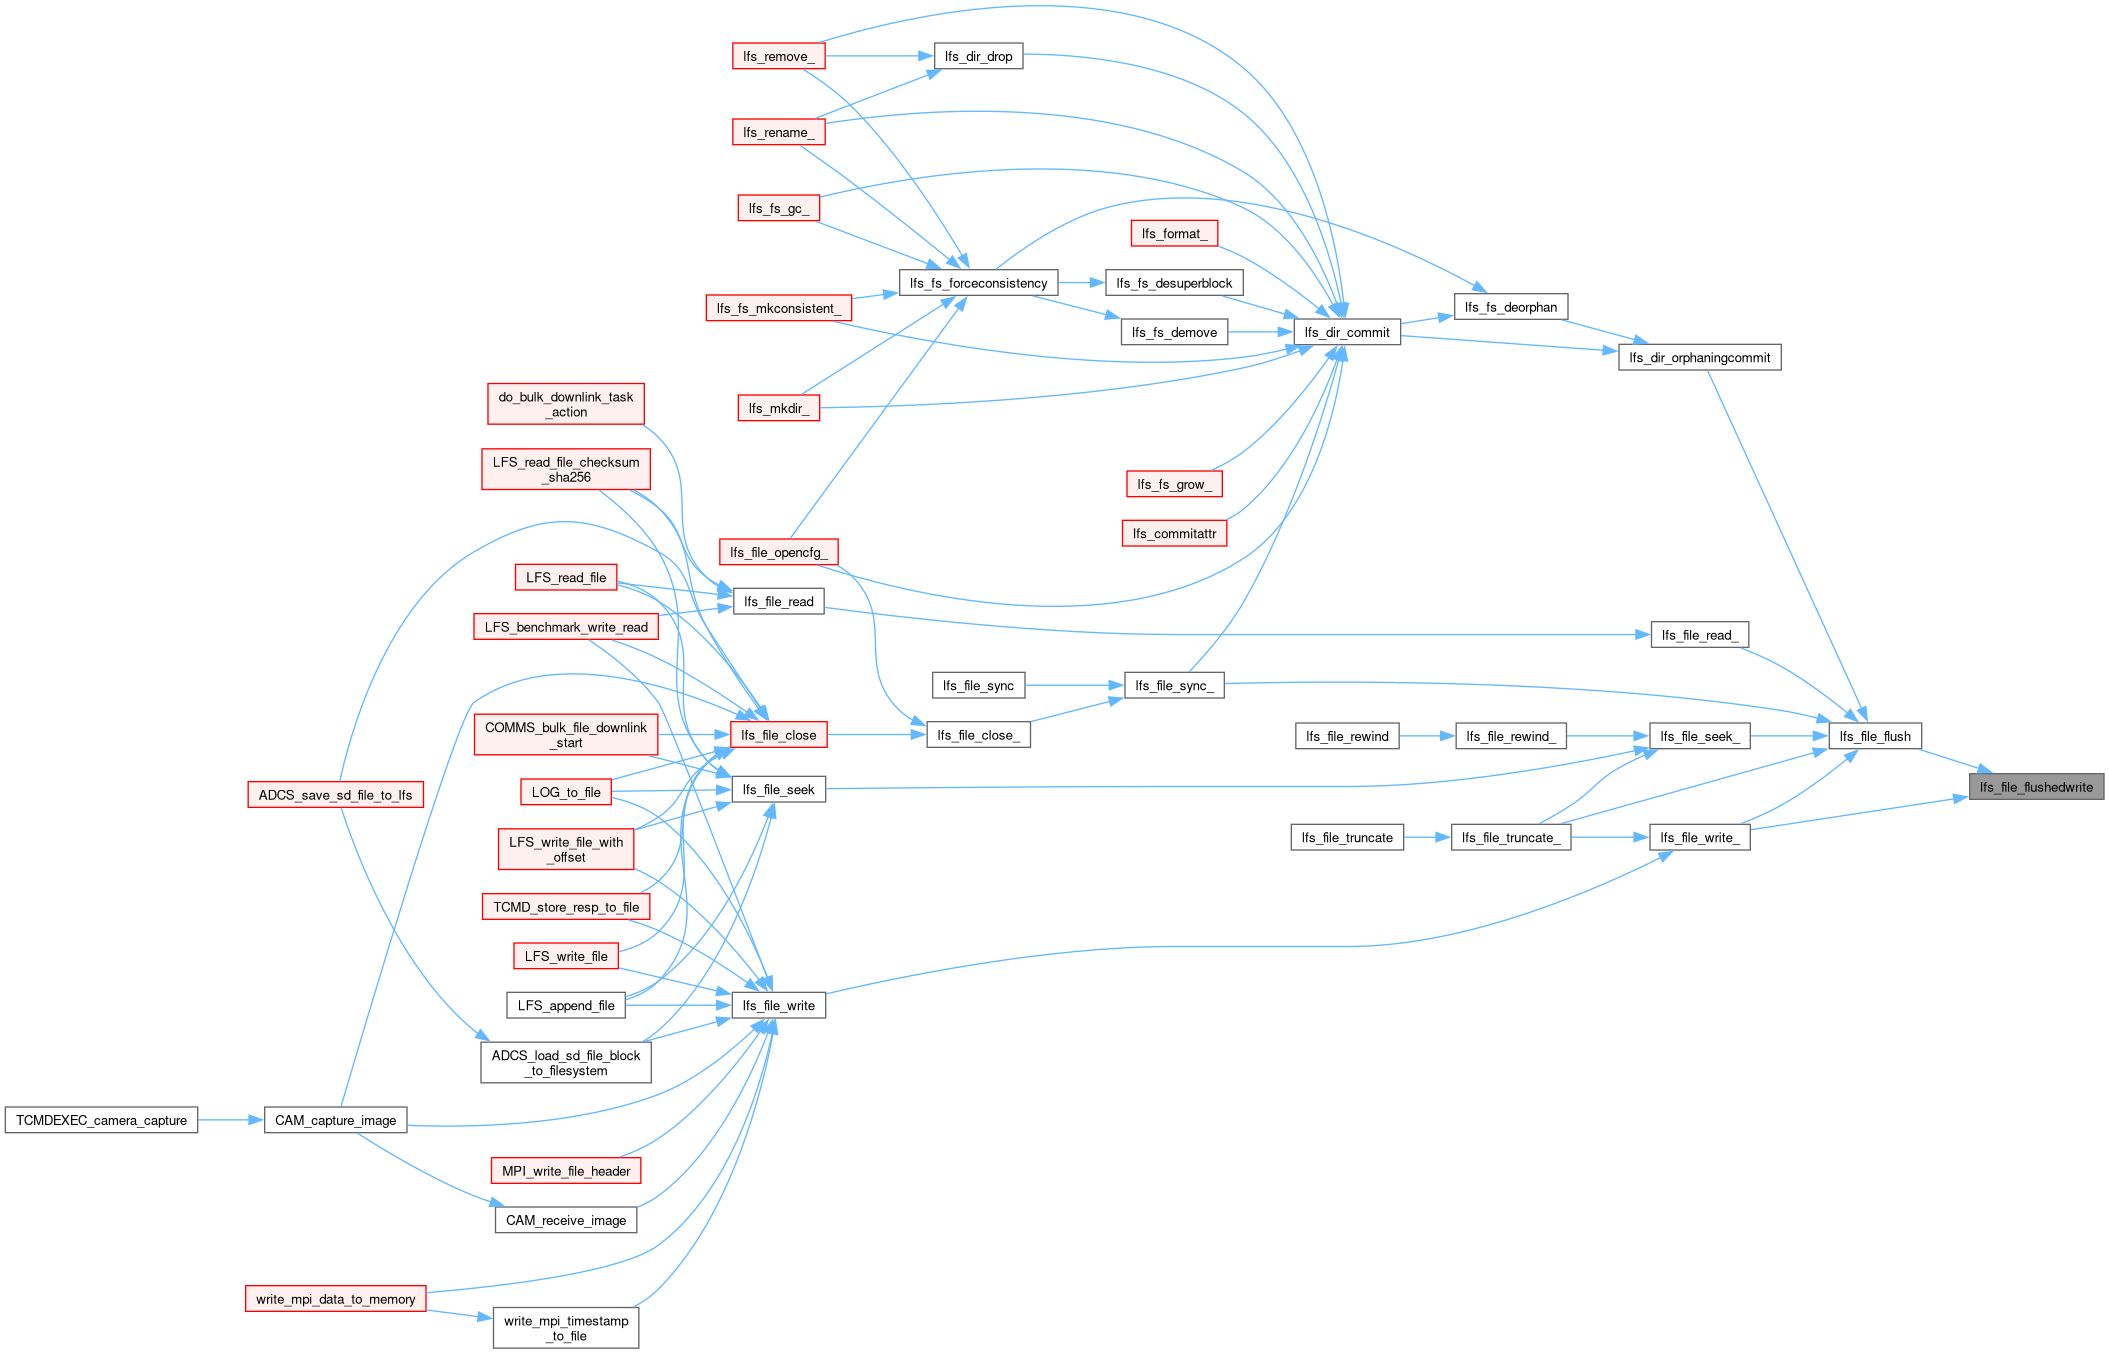 lfs_remove_
lfs_dir_drop
lfs_rename_
lfs_fs_gc_
lfs_format_
lfs_fs_forceconsistency
lfs_fs_desuperblock
lfs_fs_mkconsistent_
lfs_fs_deorphan
lfs_fs_demove
lfs_dir_commit
lfs_dir_orphaningcommit
do_bulk_downlink_task
_action
lfs_mkdir_
LFS_read_file_checksum
_sha256
lfs_fs_grow_
lfs_commitattr
lfs_file_opencfg_
LFS_read_file
lfs_file_read
LFS_benchmark_write_read
lfs_file_read_
lfs_file_sync
lfs_file_sync_
COMMS_bulk_file_downlink
_start
lfs_file_close
lfs_file_close_
lfs_file_rewind
lfs_file_rewind_
lfs_file_seek_
lfs_file_flush
lfs_file_flushedwrite
ADCS_save_sd_file_to_lfs
LOG_to_file
lfs_file_seek
LFS_write_file_with
_offset
lfs_file_truncate
lfs_file_truncate_
lfs_file_write_
TCMD_store_resp_to_file
LFS_write_file
LFS_append_file
lfs_file_write
ADCS_load_sd_file_block
_to_filesystem
TCMDEXEC_camera_capture
CAM_capture_image
MPI_write_file_header
CAM_receive_image
write_mpi_data_to_memory
write_mpi_timestamp
_to_file